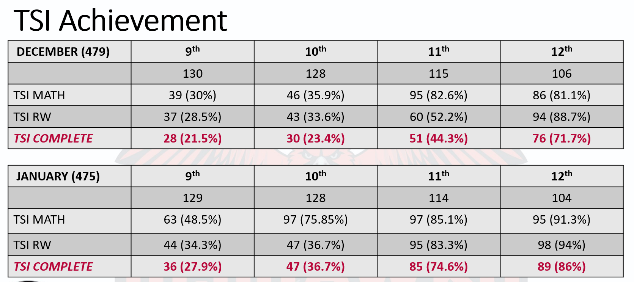 TSI Achievement
DECEMBER (479) 9th 10th 11th 12th
130 128 115 106
TSI MATH 39 (30%) 46 (35.9%) 95 (82.6%) 86 (81.1%)
TSI RW 37 (28.5%) 43 (33.6%) 60 (52.2%) 94 (88.7%)
TSI COMPLETE 28 (21.5%) 30 (23.4%) 51 (44.3%) 76 (71.7%)
JANUARY (475) 9th 10th 11th 12th
129 128 114 104
TSI MATH 63 (48.5%) 97 (75.85%) 97 (85.1%) 95 (91.3%)
TSI RW 44 (34.3%) 47 (36.7%) 95 (83.3%) 98 (94%)
TSI COMPLETE 36 (27.9%) 47 (36.7%) 85 (74.6%) 89 (86%)